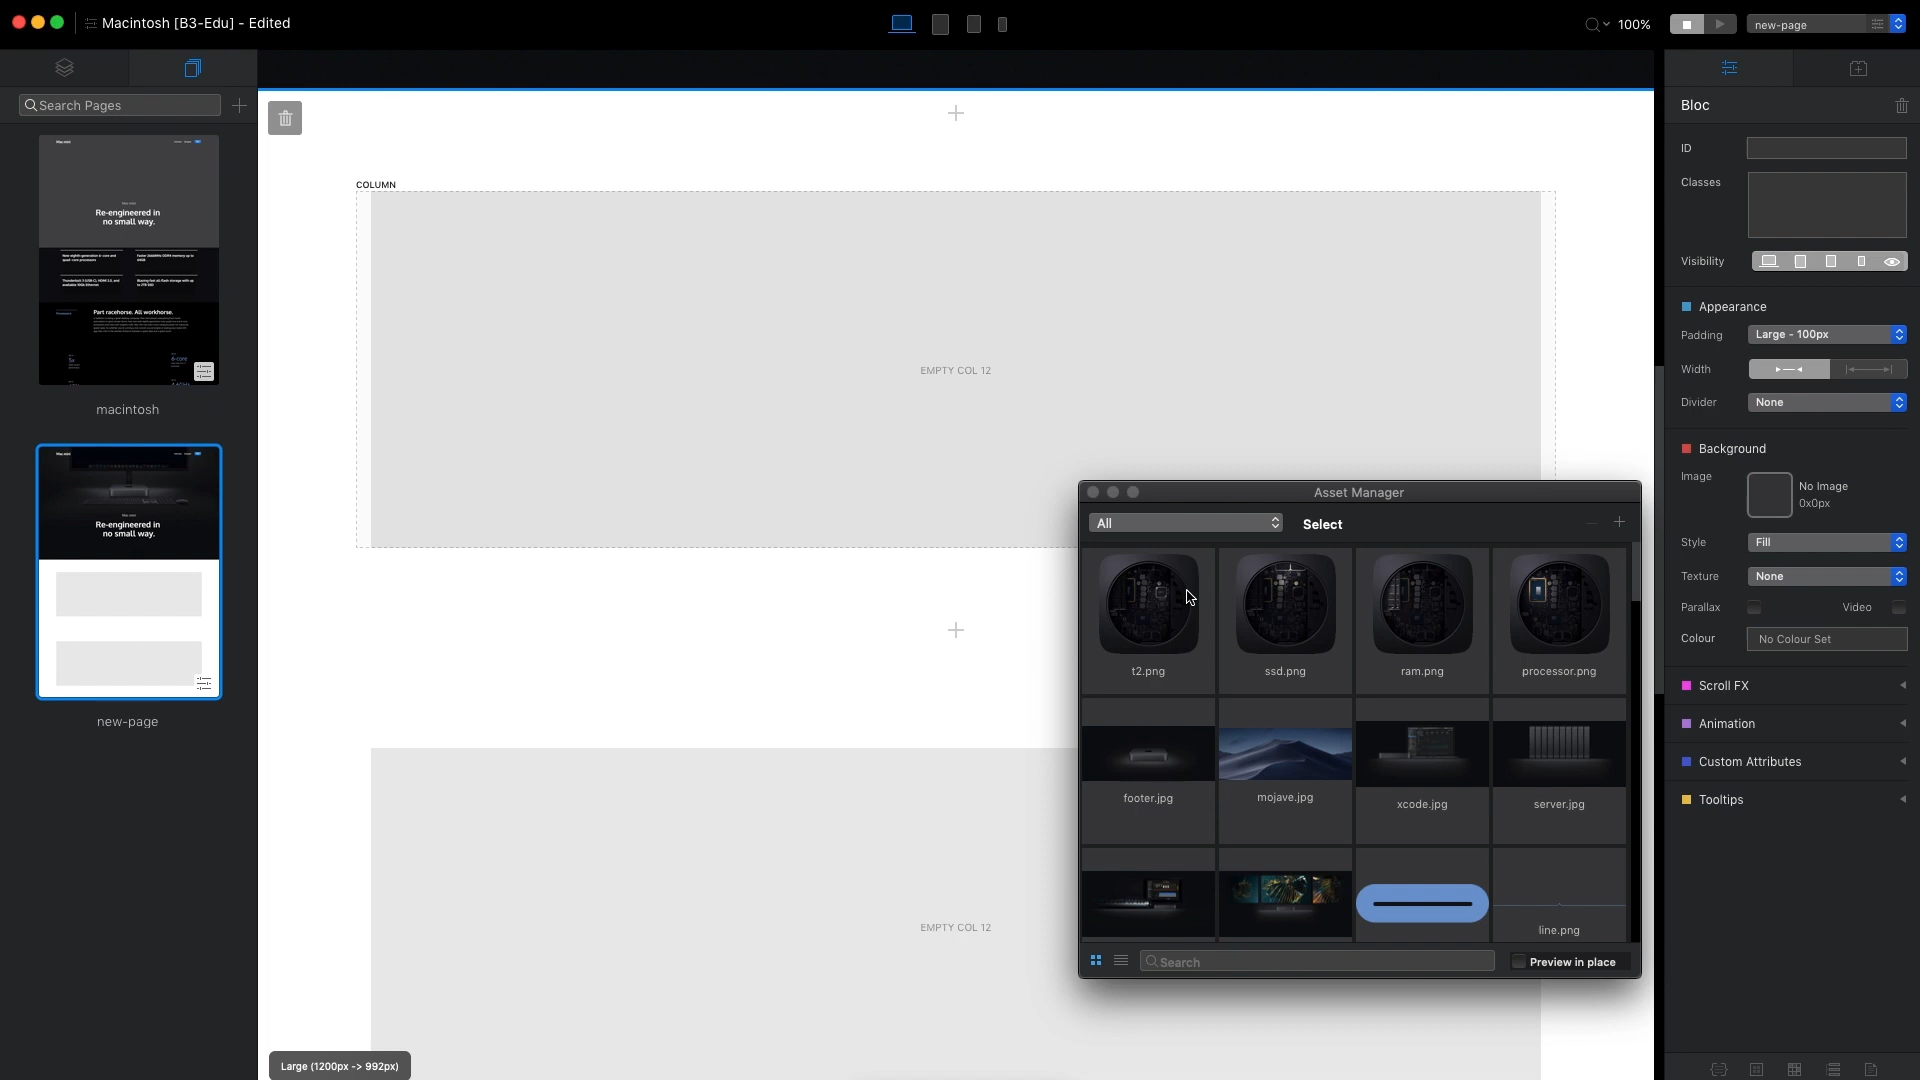 Macintosh [B3-Edu] - Edited
100%
new-page
Search Pages
Mac mini
Re-engineered in
no small way.
Part racehorse. All workhorse.
macintosh
Mac mini
Re-engineered in
no small way.
new-page
COLUMN
EMPTY COL 12
EMPTY COL 12
Large (1200px -> 992px)
Asset Manager
All
Select
t2.png
ssd.png
ram.png
processor.png
footer.jpg
mojave.jpg
xcode.jpg
server.jpg
line.png
Search
Preview in place
Bloc
ID
Classes
Visibility
Appearance
Padding
Large - 100px
Width
Divider
None
Background
Image
No Image
0x0px
Style
Fill
Texture
None
Parallax
Video
Colour
No Colour Set
Scroll FX
Animation
Custom Attributes
Tooltips